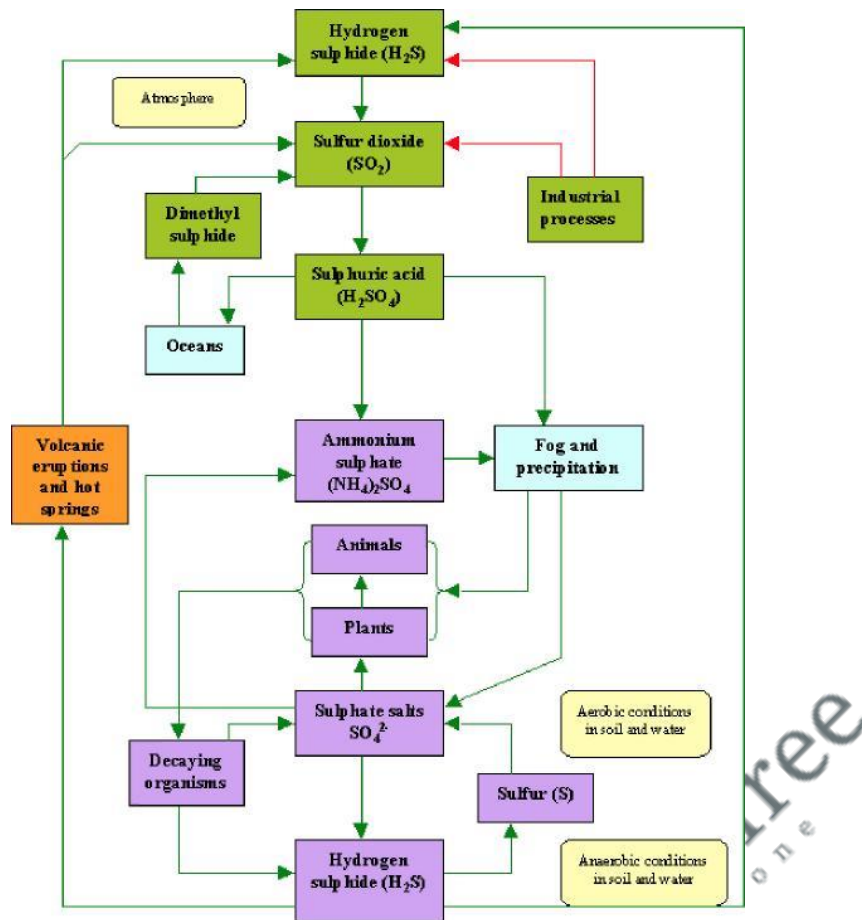 Hydrogen
sulphide (H₂S)
Atmosphere
Sulfur dioxide
(SO₂)
Dimethyl
sulphide
Industrial
processes
Sulphuric acid
(H₂SO₄)
Oceans
Volcanic
eruptions
and hot
springs
Ammonium
sulphate
(NH₄)₂SO₄
Fog and
precipitation
Animals
Plants
Sulphate salts
SO₄²⁻
Aerobic conditions
in soil and water
Decaying
organisms
Sulfur (S)
Hydrogen
sulphide (H₂S)
Anaerobic conditions
in soil and water